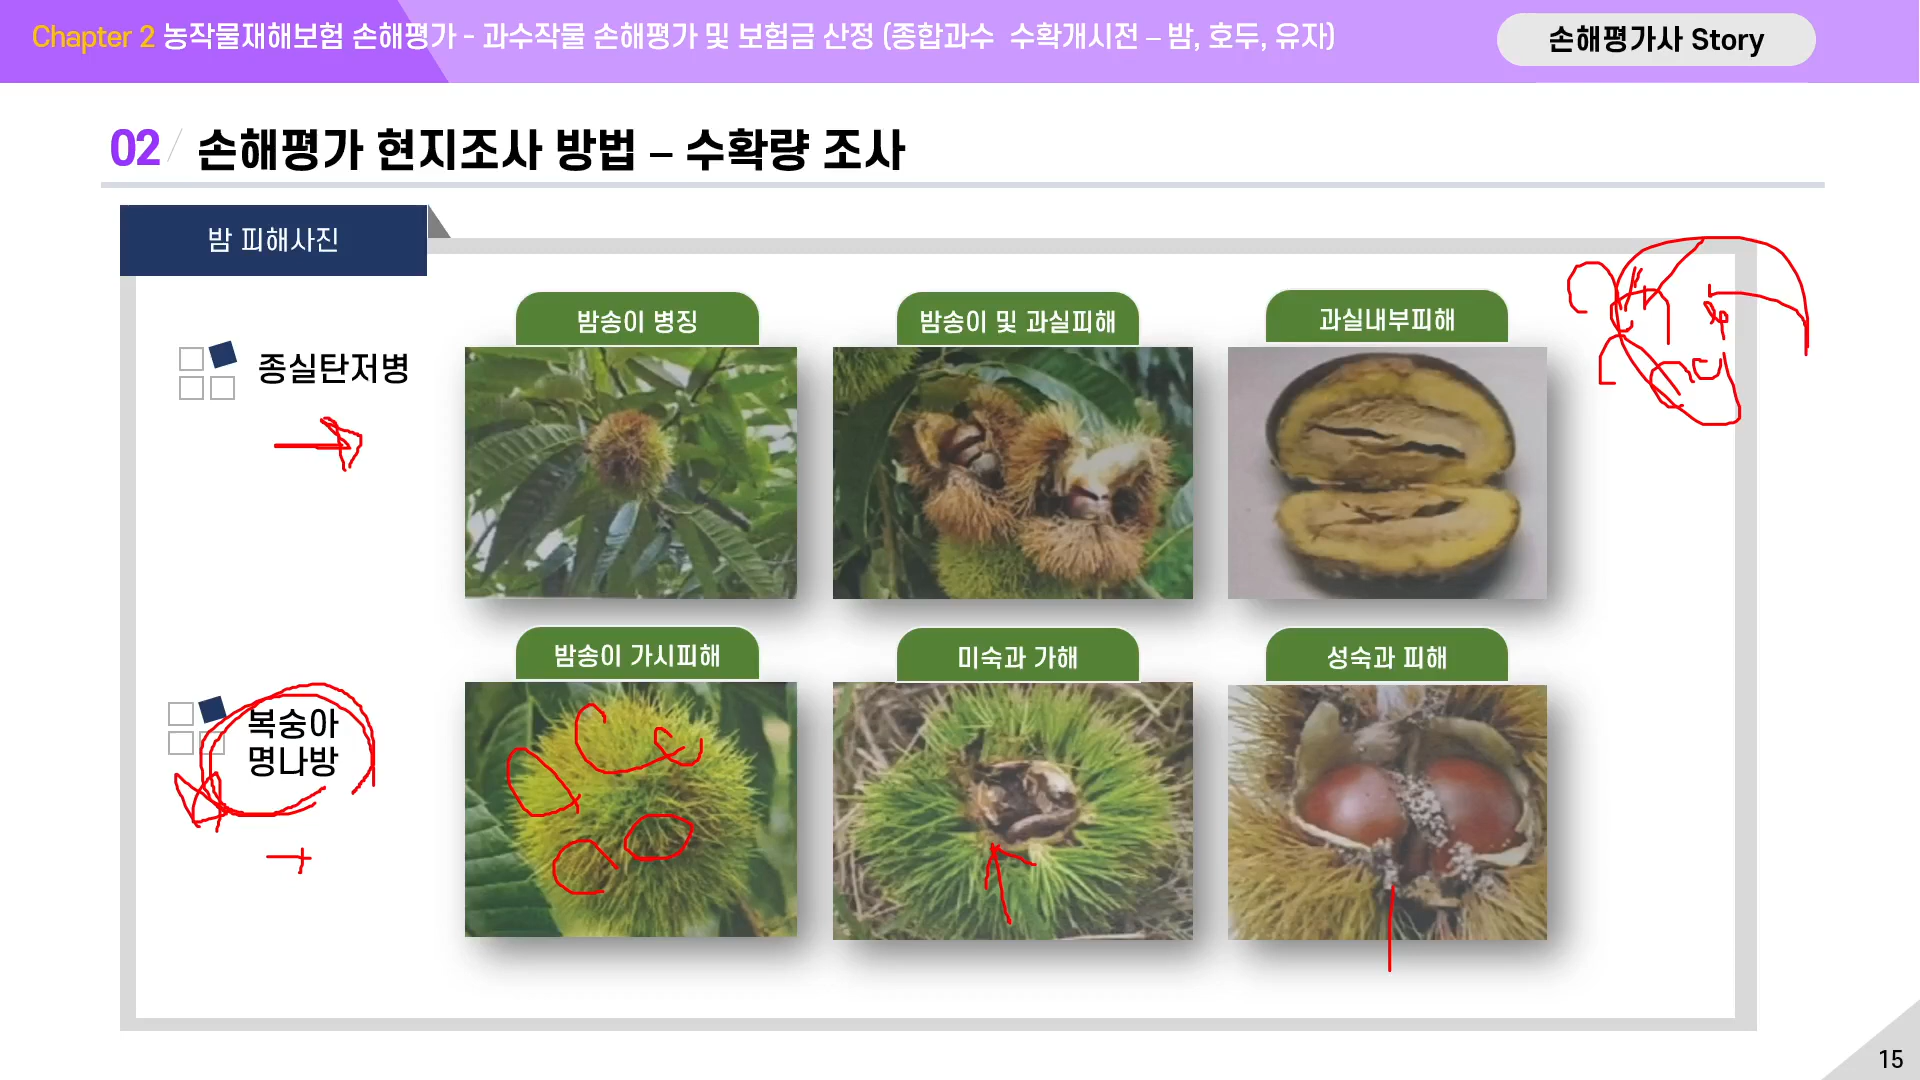 Chapter 2 농작물재해보험 손해평가 - 과수작물 손해평가 및 보험금 산정 (종합과수 수확개시전 – 밤, 호두, 유자)
손해평가사 Story
02 / 손해평가 현지조사 방법 – 수확량 조사
밤 피해사진
종실탄저병
밤송이 병징
밤송이 및 과실피해
과실내부피해
복숭아
명나방
밤송이 가시피해
미숙과 가해
성숙과 피해
15